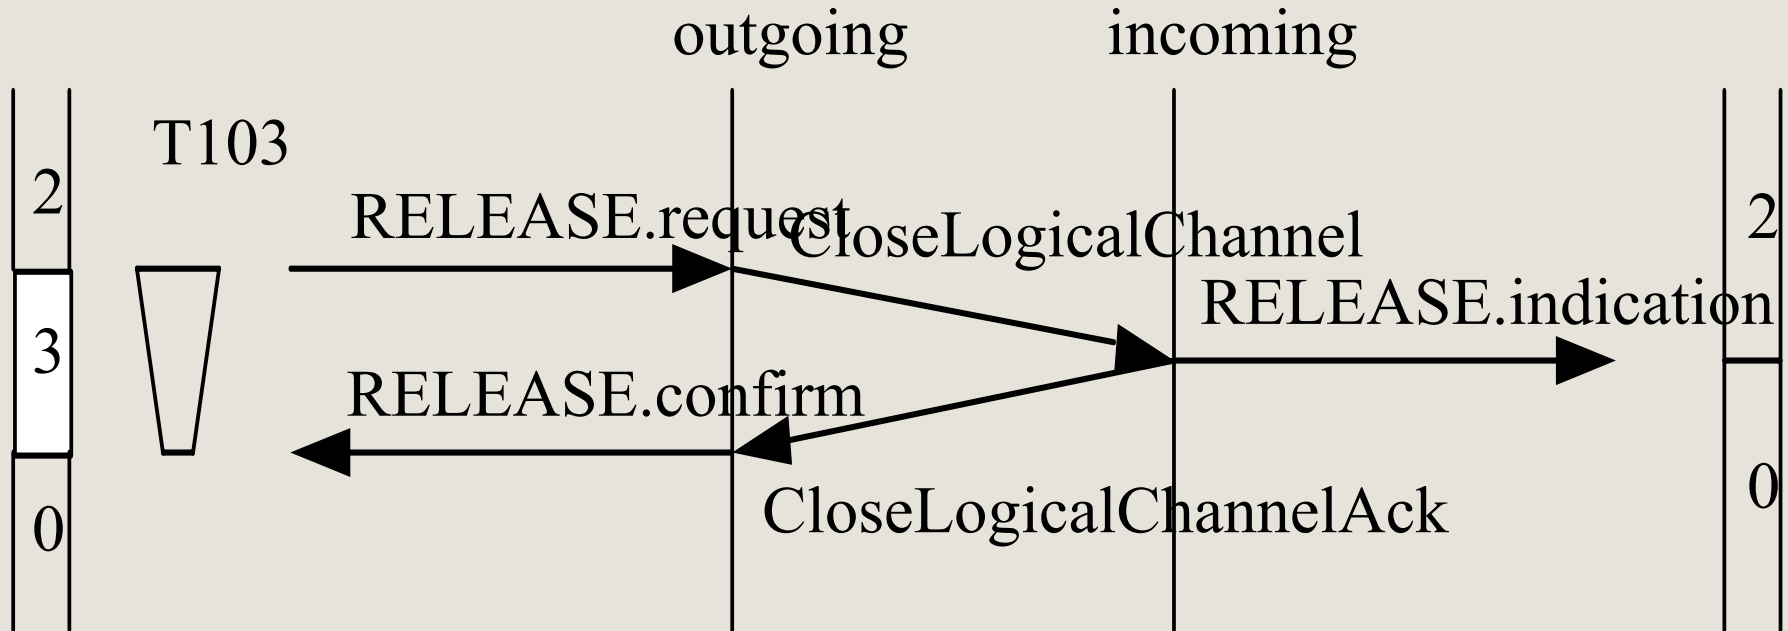 outgoing
incoming
T103
2
RELEASE.request
CloseLogicalChannel
2
RELEASE.indication
3
RELEASE.confirm
0
CloseLogicalChannelAck
0